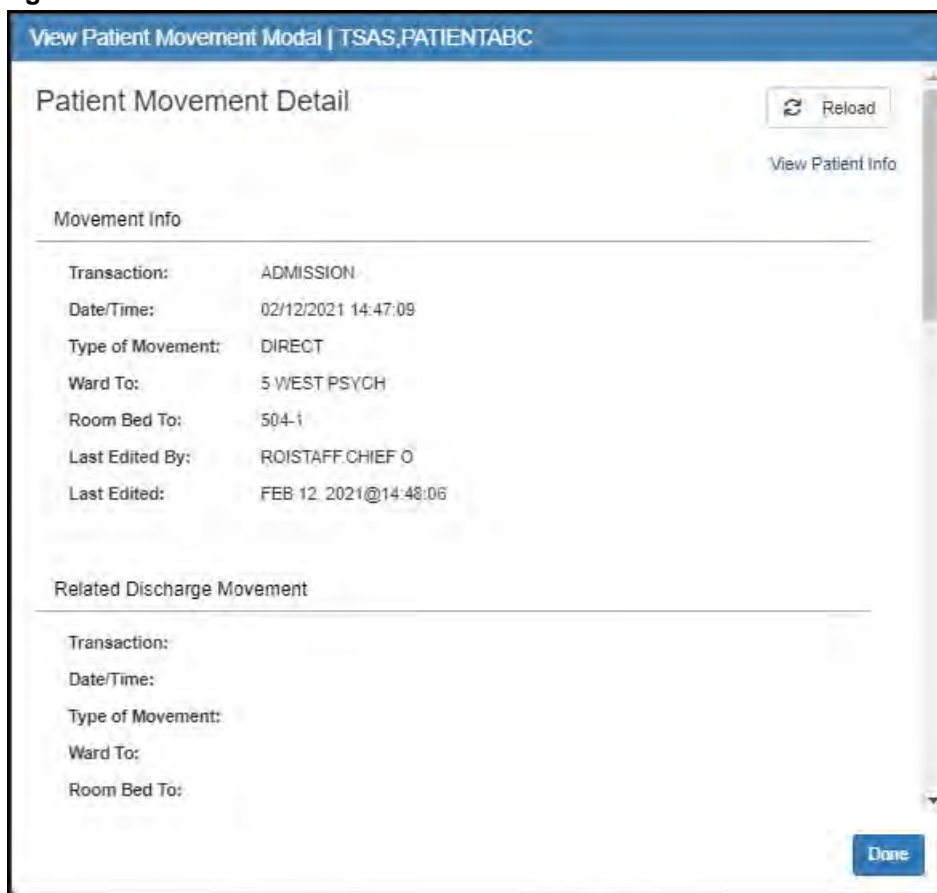 View Patient Movement Modal | TSAS,PATIENTABC
Patient Movement Detail
Reload
View Patient Info
Movement Info
Transaction: ADMISSION
Date/Time: 02/12/2021 14:47:09
Type of Movement: DIRECT
Ward To: 5 WEST PSYCH
Room Bed To: 504-1
Last Edited By: ROISTAFF,CHIEF O
Last Edited: FEB 12, 2021@14:48:06
Related Discharge Movement
Transaction:
Date/Time:
Type of Movement:
Ward To:
Room Bed To:
Done